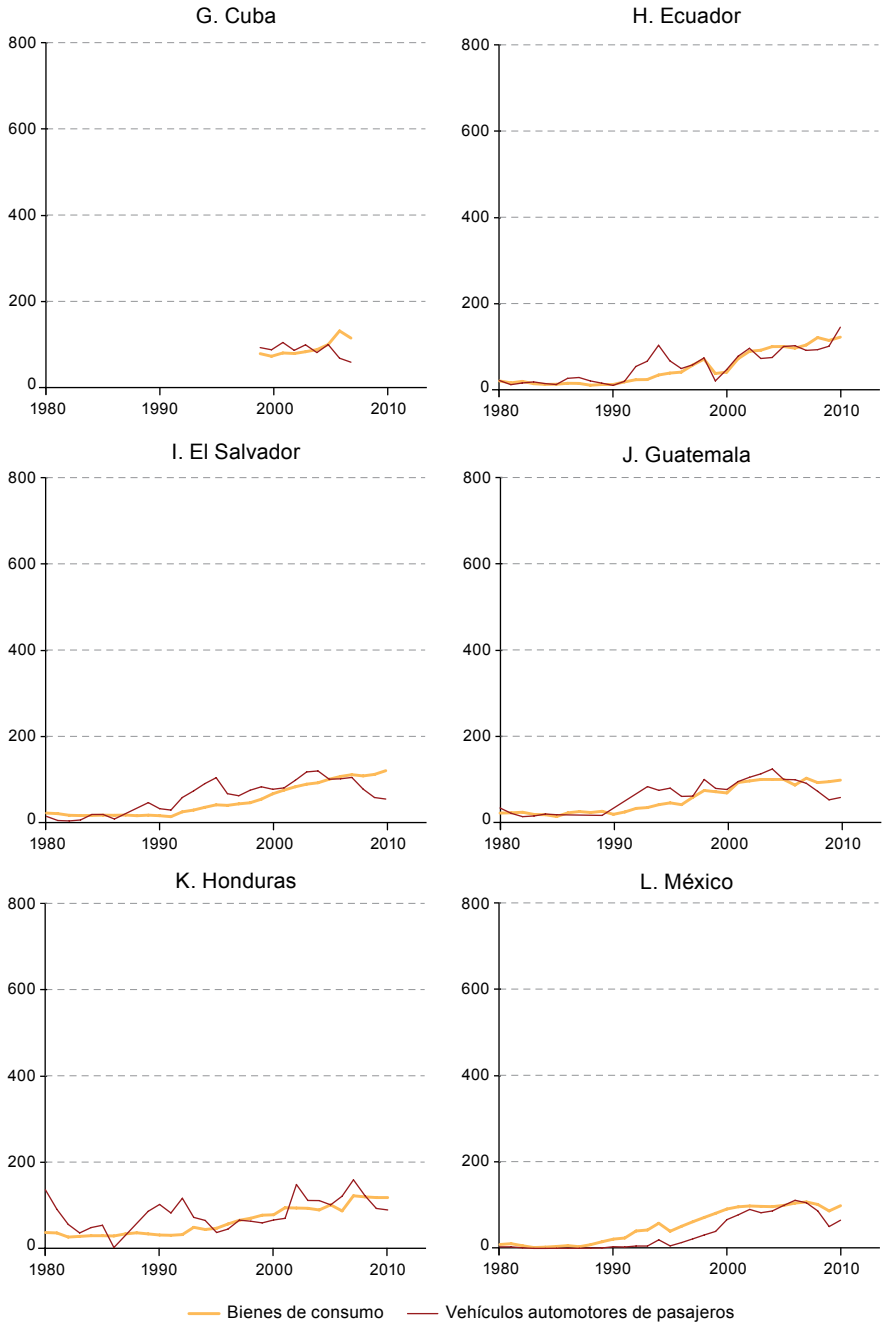 G. Cuba
800
600
400
200
0
1980 1990 2000 2010
H. Ecuador
800
600
400
200
0
1980 1990 2000 2010
I. El Salvador
800
600
400
200
0
1980 1990 2000 2010
J. Guatemala
800
600
400
200
0
1980 1990 2000 2010
K. Honduras
800
600
400
200
0
1980 1990 2000 2010
L. México
800
600
400
200
0
1980 1990 2000 2010
Bienes de consumo Vehículos automotores de pasajeros